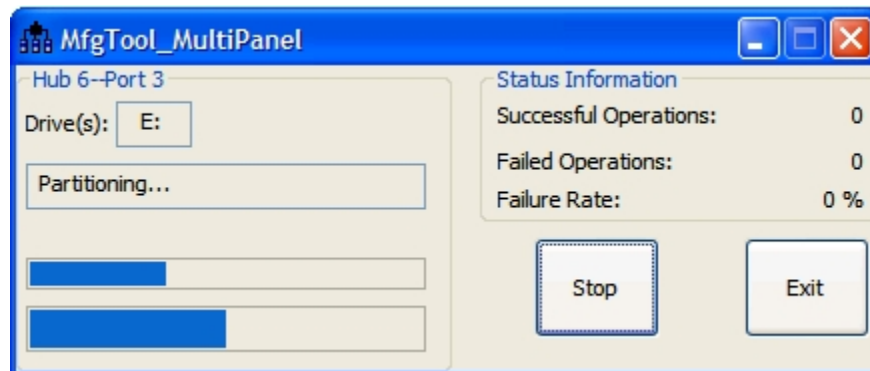 MfgTool_MultiPanel
Hub 6--Port 3
Drive(s): E:
Partitioning...
Status Information
Successful Operations: 0
Failed Operations: 0
Failure Rate: 0 %
Stop
Exit